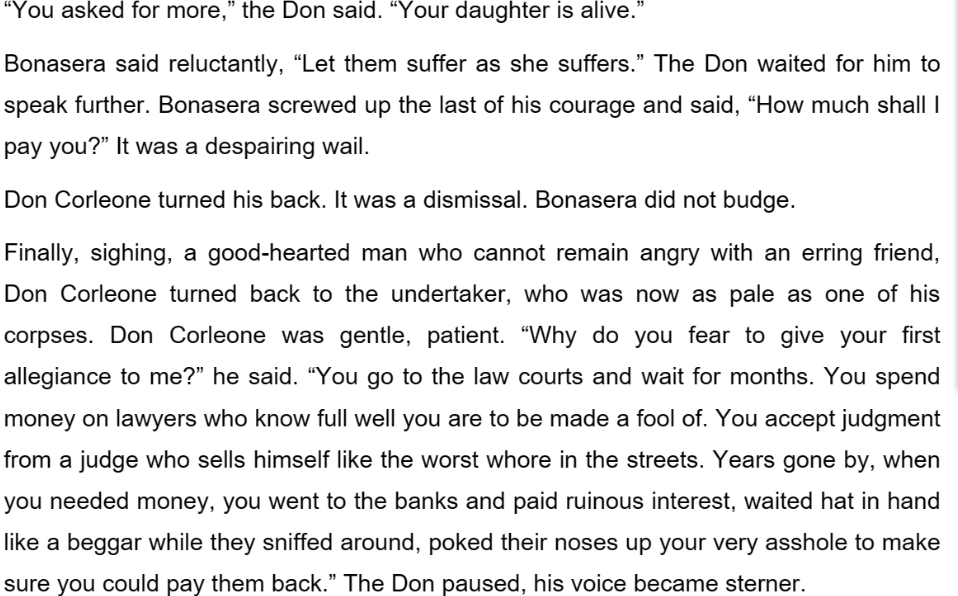 “You asked for more,” the Don said. “Your daughter is alive.”
Bonasera said reluctantly, “Let them suffer as she suffers.” The Don waited for him to
speak further. Bonasera screwed up the last of his courage and said, “How much shall I
pay you?” It was a despairing wail.
Don Corleone turned his back. It was a dismissal. Bonasera did not budge.
Finally, sighing, a good-hearted man who cannot remain angry with an erring friend,
Don Corleone turned back to the undertaker, who was now as pale as one of his
corpses. Don Corleone was gentle, patient. “Why do you fear to give your first
allegiance to me?” he said. “You go to the law courts and wait for months. You spend
money on lawyers who know full well you are to be made a fool of. You accept judgment
from a judge who sells himself like the worst whore in the streets. Years gone by, when
you needed money, you went to the banks and paid ruinous interest, waited hat in hand
like a beggar while they sniffed around, poked their noses up your very asshole to make
sure you could pay them back.” The Don paused, his voice became sterner.